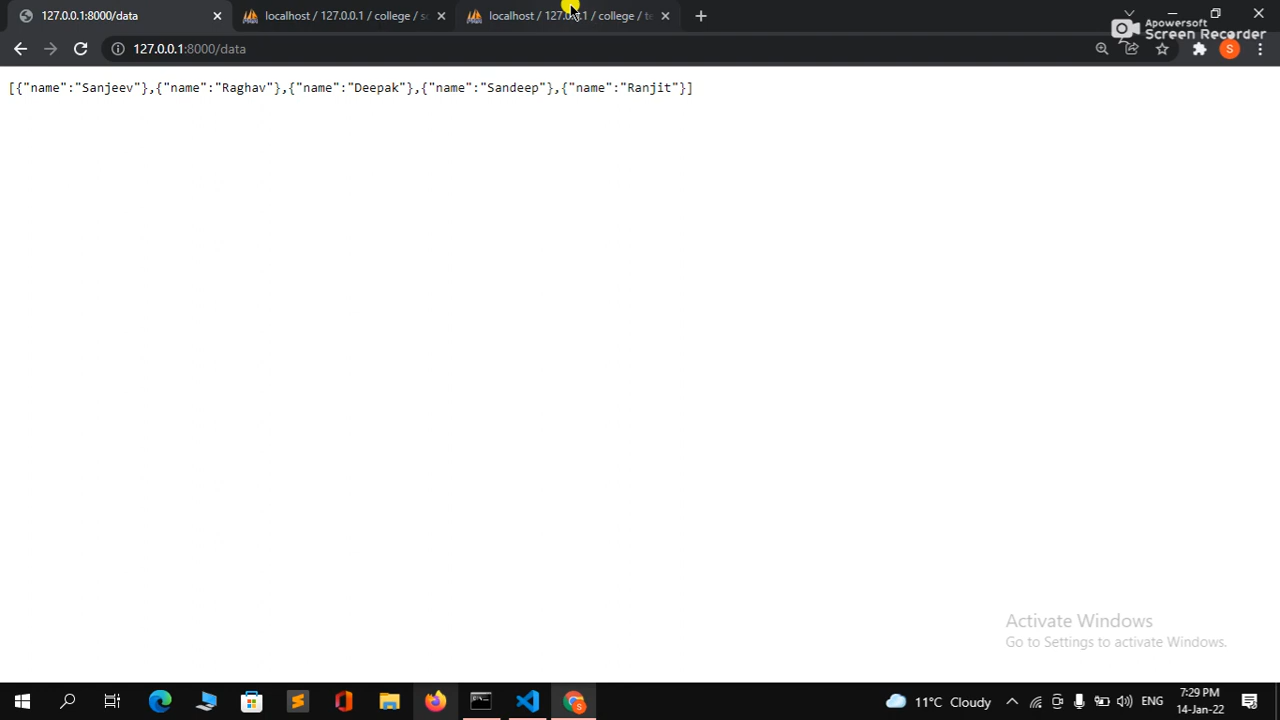 127.0.0.1:8000/data
localhost / 127.0.0.1 / college / s
localhost / 127.0.0.1 / college / te
Apowersoft
Screen Recorder
127.0.0.1:8000/data
S
[{"name":"Sanjeev"},{"name":"Raghav"},{"name":"Deepak"},{"name":"Sandeep"},{"name":"Ranjit"}]
Activate Windows
Go to Settings to activate Windows.
11°C Cloudy
ENG
7:29 PM
14-Jan-22